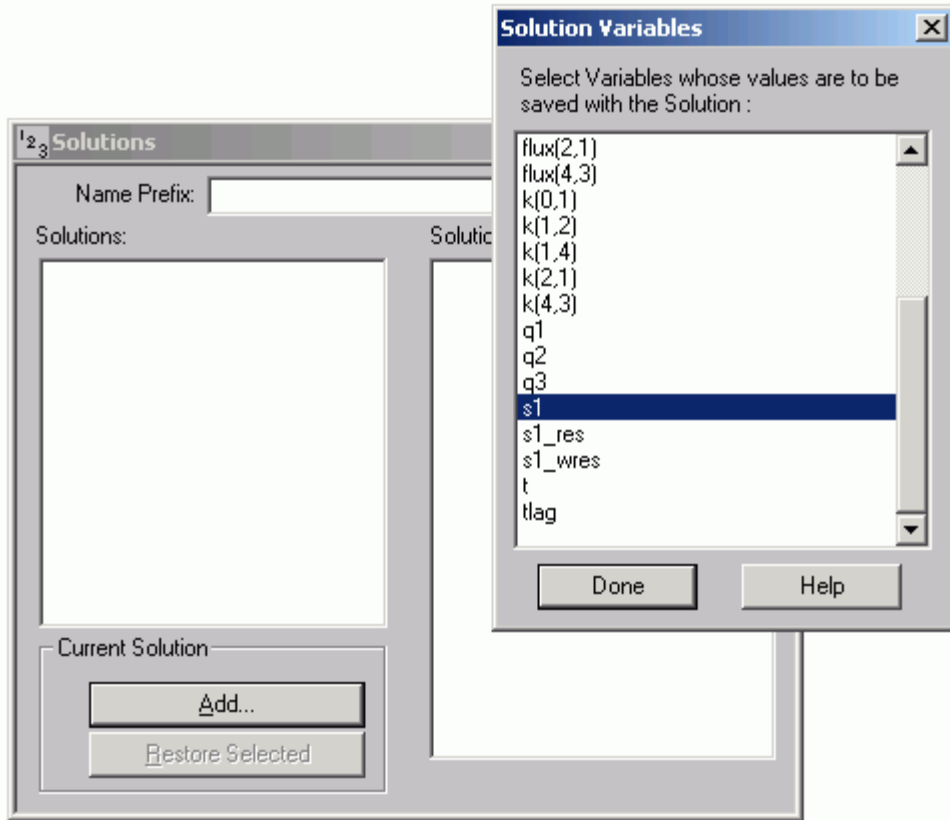 Solution Variables
Select Variables whose values are to be
saved with the Solution :
flux(2,1)
flux(4,3)
k(0,1)
k(1,2)
k(1,4)
k(2,1)
k(4,3)
q1
q2
q3
s1
s1_res
s1_wres
t
tlag
Done
Help
123 Solutions
Name Prefix:
Solutions:
Solutio
Current Solution
Add...
Restore Selected